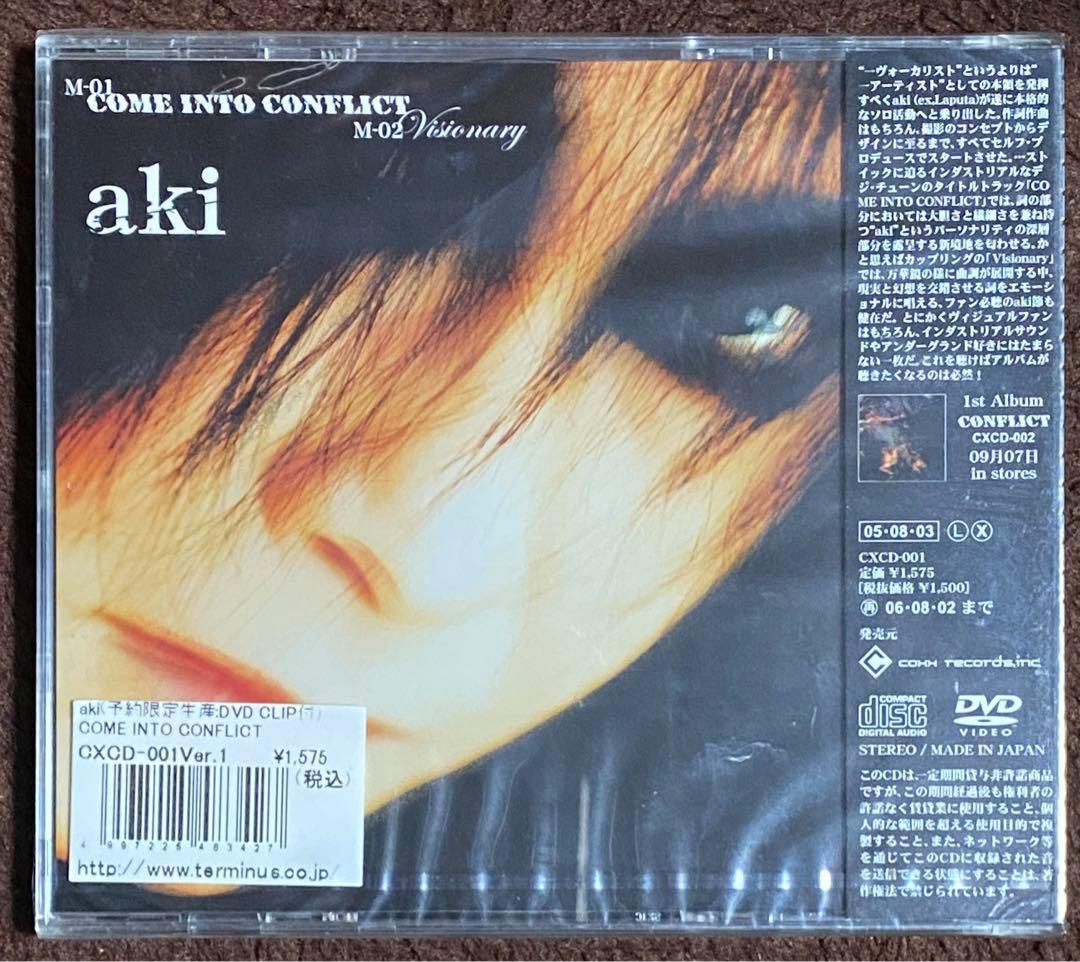 M-01
COME INTO CONFLICT
M-02 Visionary
aki
"一ヴォーカリスト"というよりは"
一アーティスト"としての本領を発揮
すべくaki (ex.Laputa)が遂に本格的
なソロ活動へと乗り出した。作詞作曲
はもちろん。撮影のコンセプトからデ
ザインに至るまで、すべてセルフ・プ
ロデュースでスタートさせた。…スト
イックに迫るインダストリアルなデ
ジ・チューンのタイトルトラック「CO
ME INTO CONFLICT」では、詞の部
分においては大胆さと繊細さを兼ね持
つ"aki"というパーソナリティの深層
部分を露呈する新境地を匂わせる。か
と思えばカップリングの「Visionary」
では、万華鏡の様に曲調が展開する中、
現実と幻想を交錯させる詞をエモーシ
ョナルに唱える、ファン必聴のaki節も
健在だ。とにかくヴィジュアルファン
はもちろん、インダストリアルサウン
ドやアンダーグランド好きにはたまら
ない一枚だ。これを聴けばアルバムが
聴きたくなるのは必然!
1st Album
CONFLICT
CXCD-002
09月07日
in stores
05・08・03 Ⓛ Ⓧ
CXCD-001
定価 ¥1,575
[税抜価格 ¥1,500]
㊢ 06・08・02 まで
発売元
COXX records,inc
COMPACT
disc
DIGITAL AUDIO
DVD
VIDEO
STEREO / MADE IN JAPAN
このCDは、一定期間貸与非許諾商品
ですが、この期間経過後も権利者の
許諾なく賃貸業に使用すること、個
人的な範囲を超える使用目的で複
製すること、また、ネットワーク等
を通じてこのCDに収録された音
を送信できる状態にすることは、著
作権法で禁じられています。
aki(予約限定生産:DVD CLIP付)
COME INTO CONFLICT
CXCD-001Ver.1 ¥1,575
(税込)
4 997225 483427
http://www.terminus.co.jp/